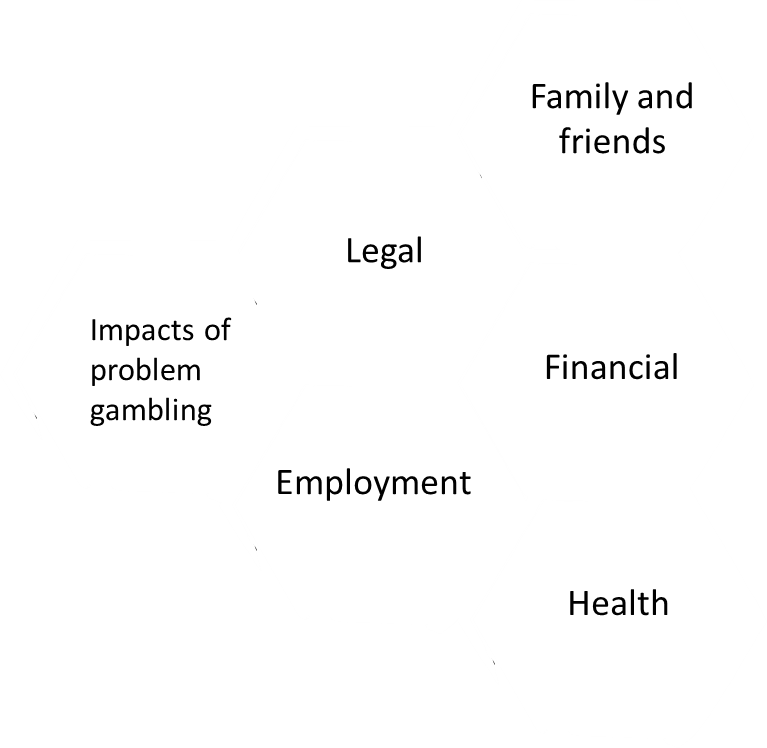 Family and
friends
Legal
Impacts of
problem
gambling
Financial
Employment
Health